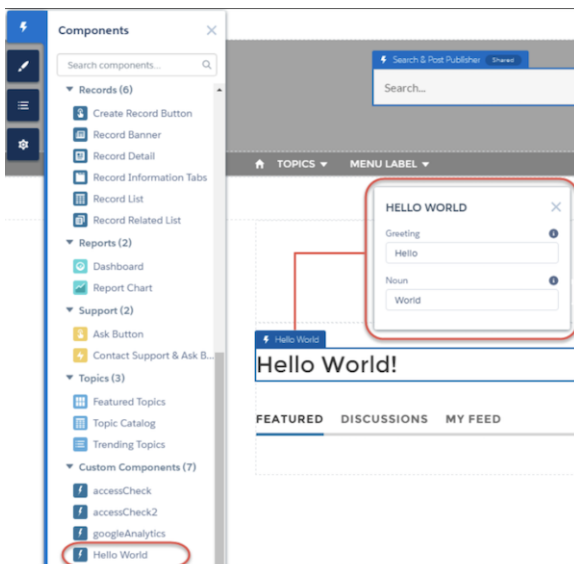 Components
Search components...
Records (6)
Create Record Button
Record Banner
Record Detail
Record Information Tabs
Record List
Record Related List
Reports (2)
Dashboard
Report Chart
Support (2)
Ask Button
Contact Support & Ask B...
Topics (3)
Featured Topics
Topic Catalog
Trending Topics
Custom Components (7)
accessCheck
accessCheck2
googleAnalytics
Hello World
Search & Post Publisher Shared
Search...
TOPICS MENU LABEL
HELLO WORLD
Greeting
Hello
Noun
World
Hello World
Hello World!
FEATURED DISCUSSIONS MY FEED